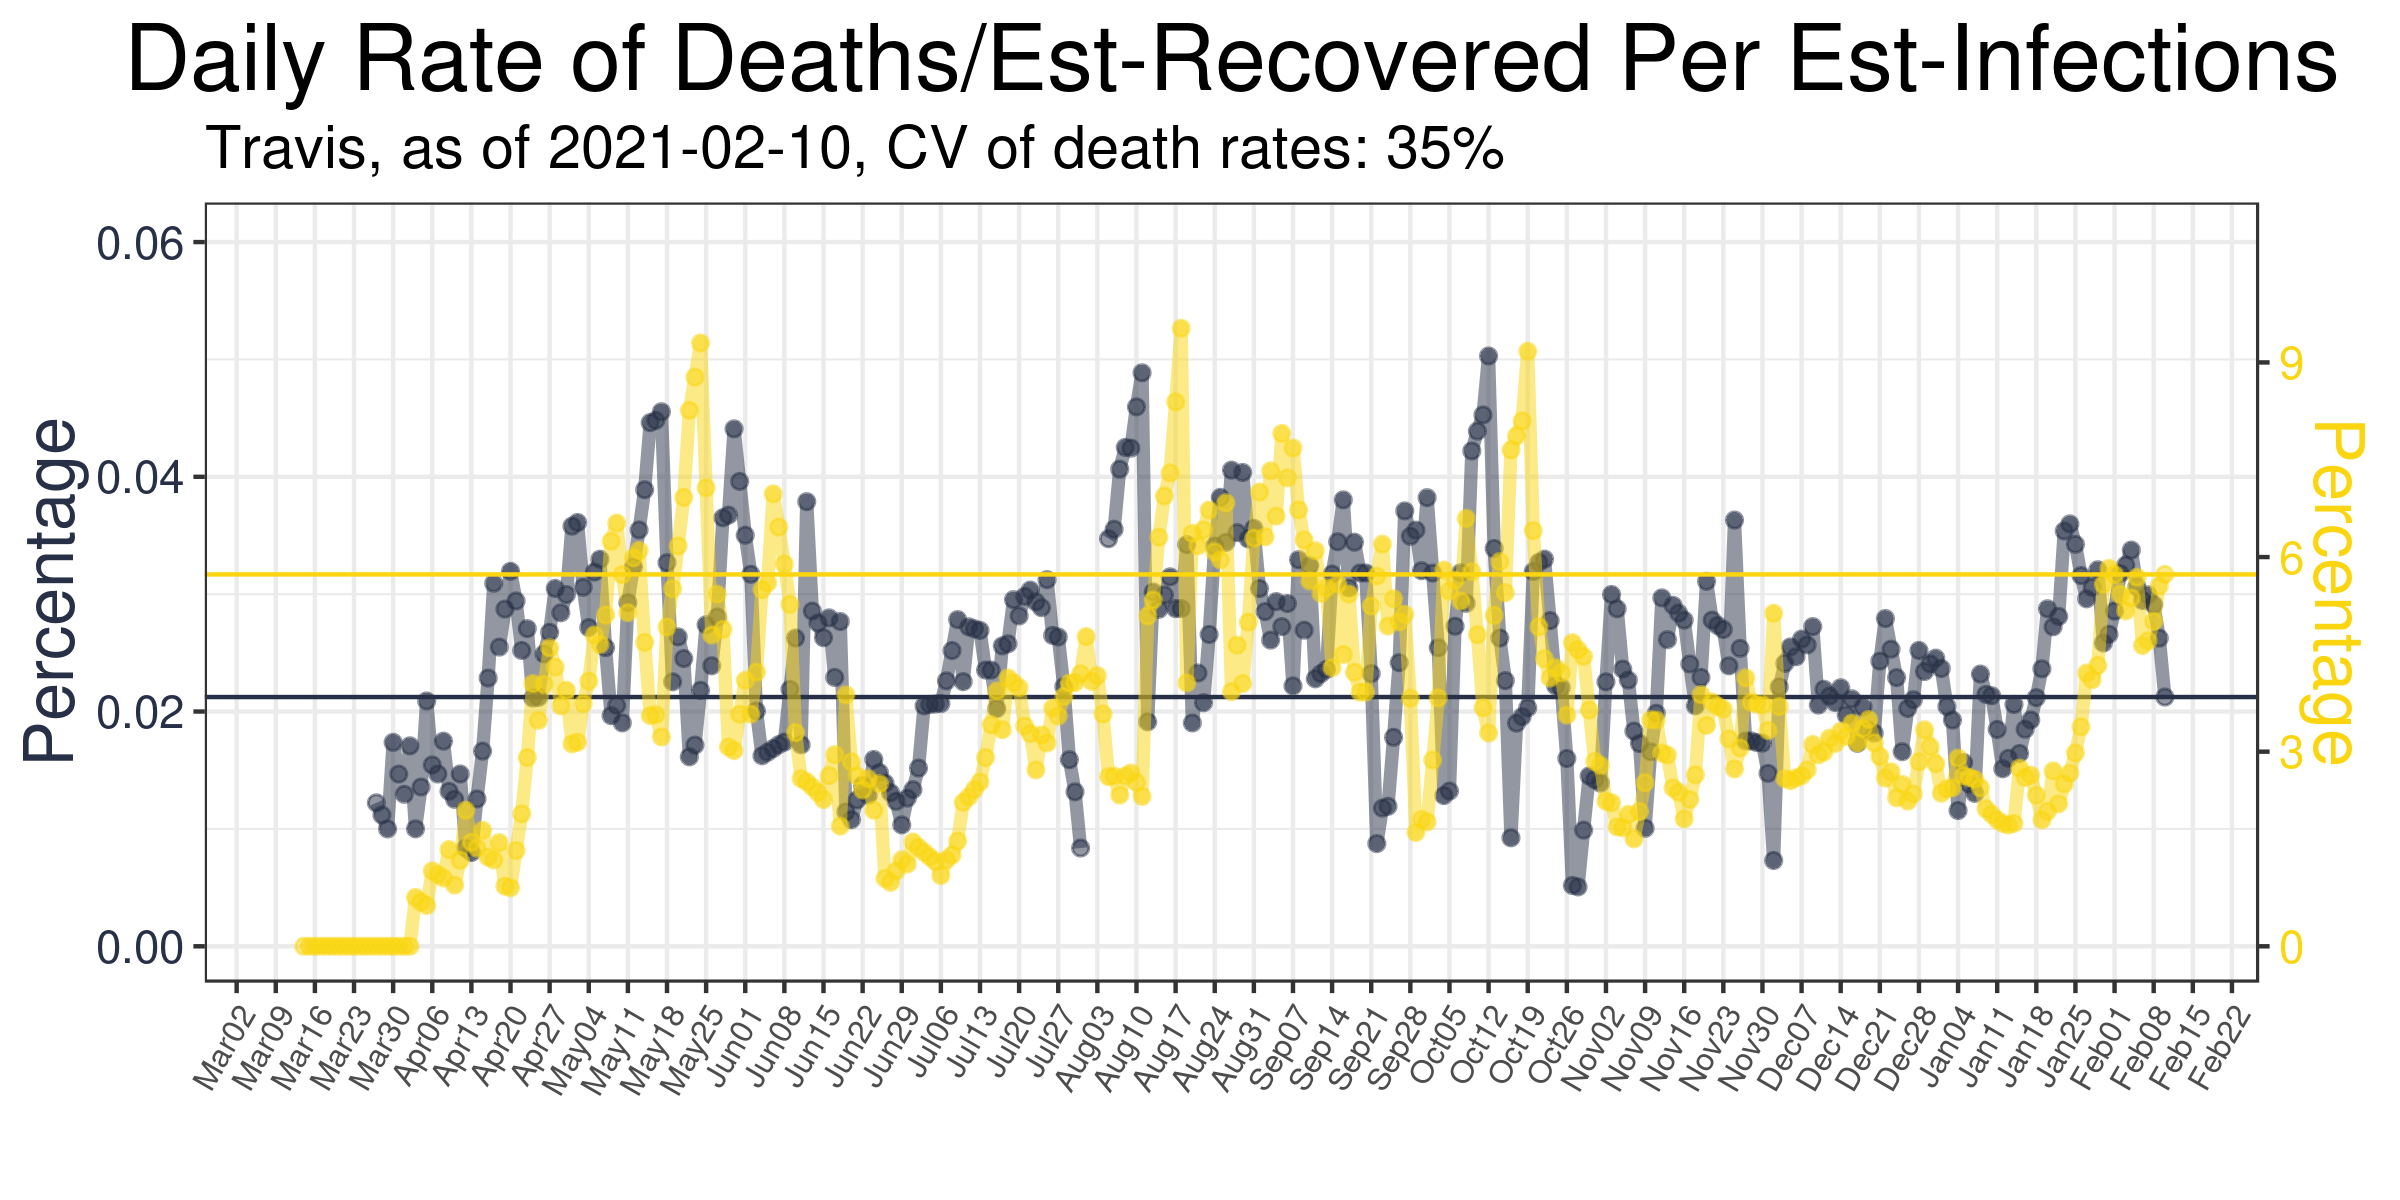 Daily Rate of Deaths/Est-Recovered Per Est-Infections
Travis, as of 2021-02-10, CV of death rates: 35%
Percentage
0.06
0.04
0.02
0.00
9
6
3
0
Percentage
Mar02
Mar09
Mar16
Mar23
Mar30
Apr06
Apr13
Apr20
Apr27
May04
May11
May18
May25
Jun01
Jun08
Jun15
Jun22
Jun29
Jul06
Jul13
Jul20
Jul27
Aug03
Aug10
Aug17
Aug24
Aug31
Sep07
Sep14
Sep21
Sep28
Oct05
Oct12
Oct19
Oct26
Nov02
Nov09
Nov16
Nov23
Nov30
Dec07
Dec14
Dec21
Dec28
Jan04
Jan11
Jan18
Jan25
Feb01
Feb08
Feb15
Feb22